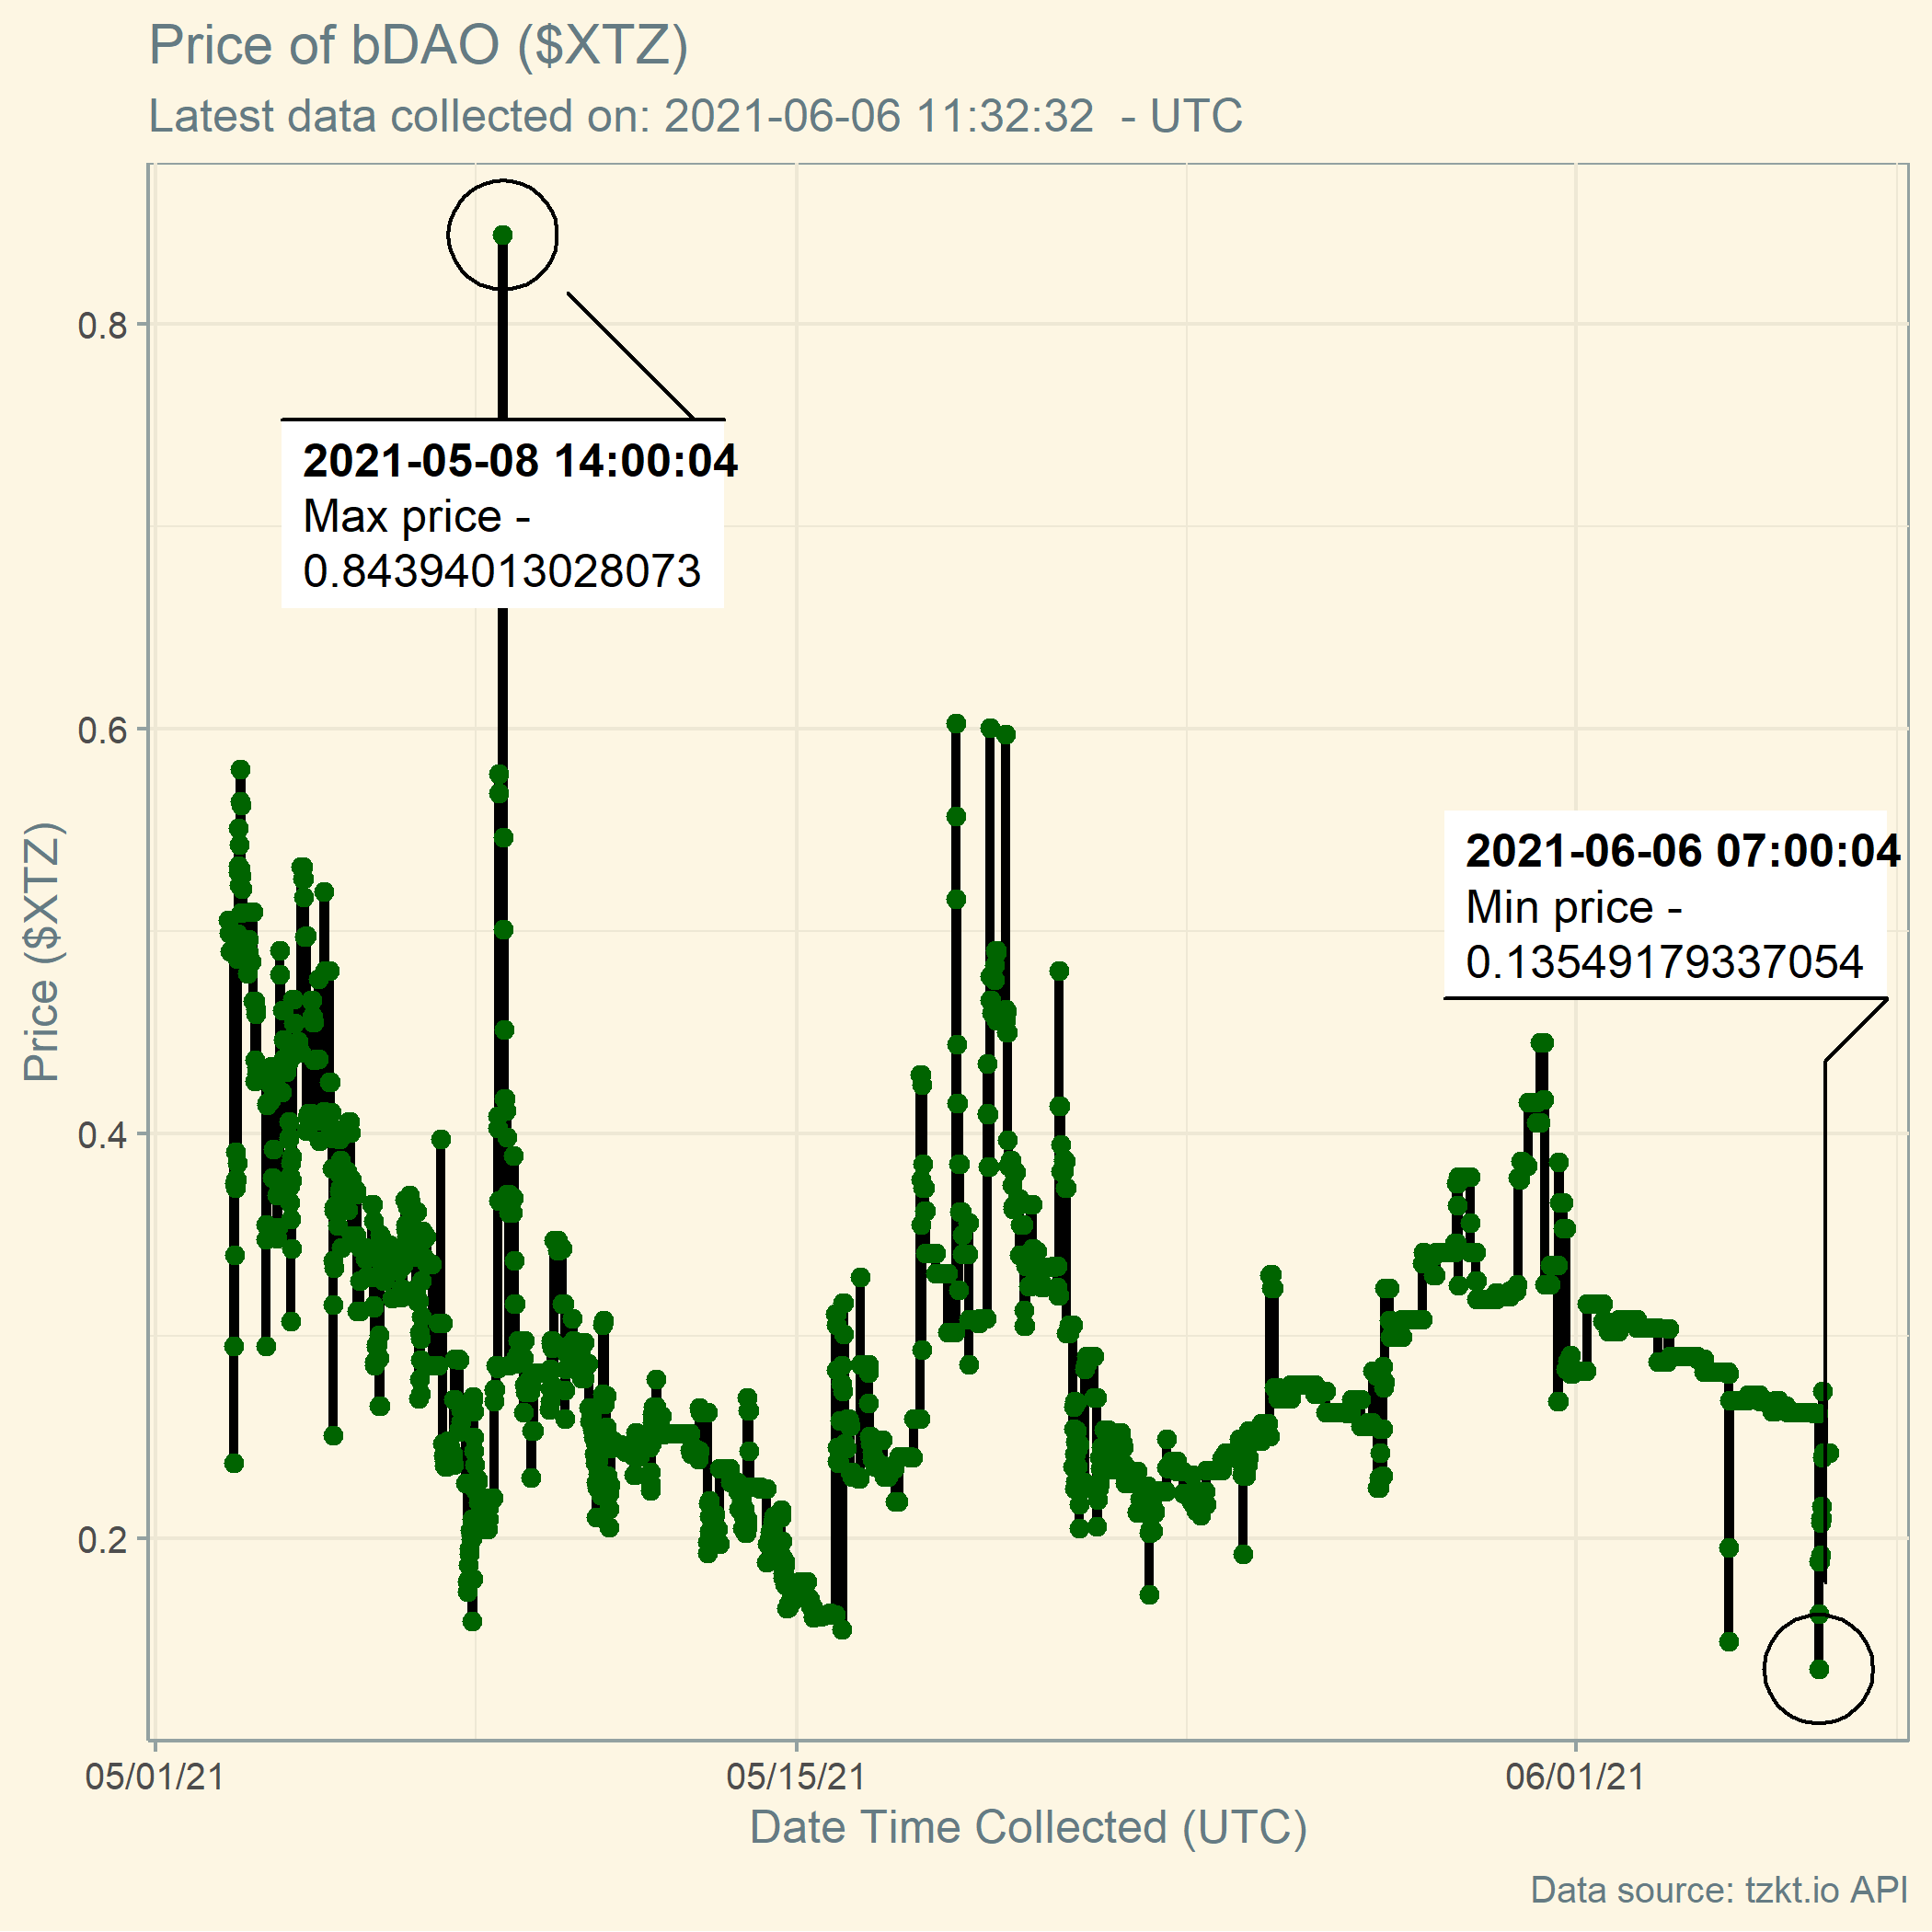 Price of bDAO ($XTZ)
Latest data collected on: 2021-06-06 11:32:32  - UTC
2021-05-08 14:00:04
Max price -
0.84394013028073
2021-06-06 07:00:04
Min price -
0.13549179337054
Price ($XTZ)
0.8
0.6
0.4
0.2
05/01/21
05/15/21
06/01/21
Date Time Collected (UTC)
Data source: tzkt.io API